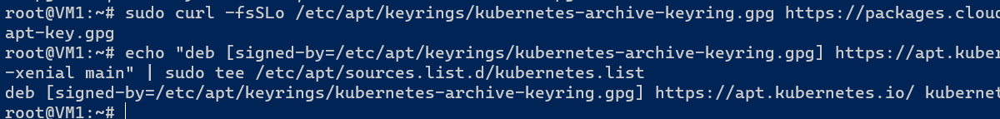 root@VM1:~# sudo curl -fsSLo /etc/apt/keyrings/kubernetes-archive-keyring.gpg https://packages.cloud
apt-key.gpg
root@VM1:~# echo "deb [signed-by=/etc/apt/keyrings/kubernetes-archive-keyring.gpg] https://apt.kuber
-xenial main" | sudo tee /etc/apt/sources.list.d/kubernetes.list
deb [signed-by=/etc/apt/keyrings/kubernetes-archive-keyring.gpg] https://apt.kubernetes.io/ kubernet
root@VM1:~#